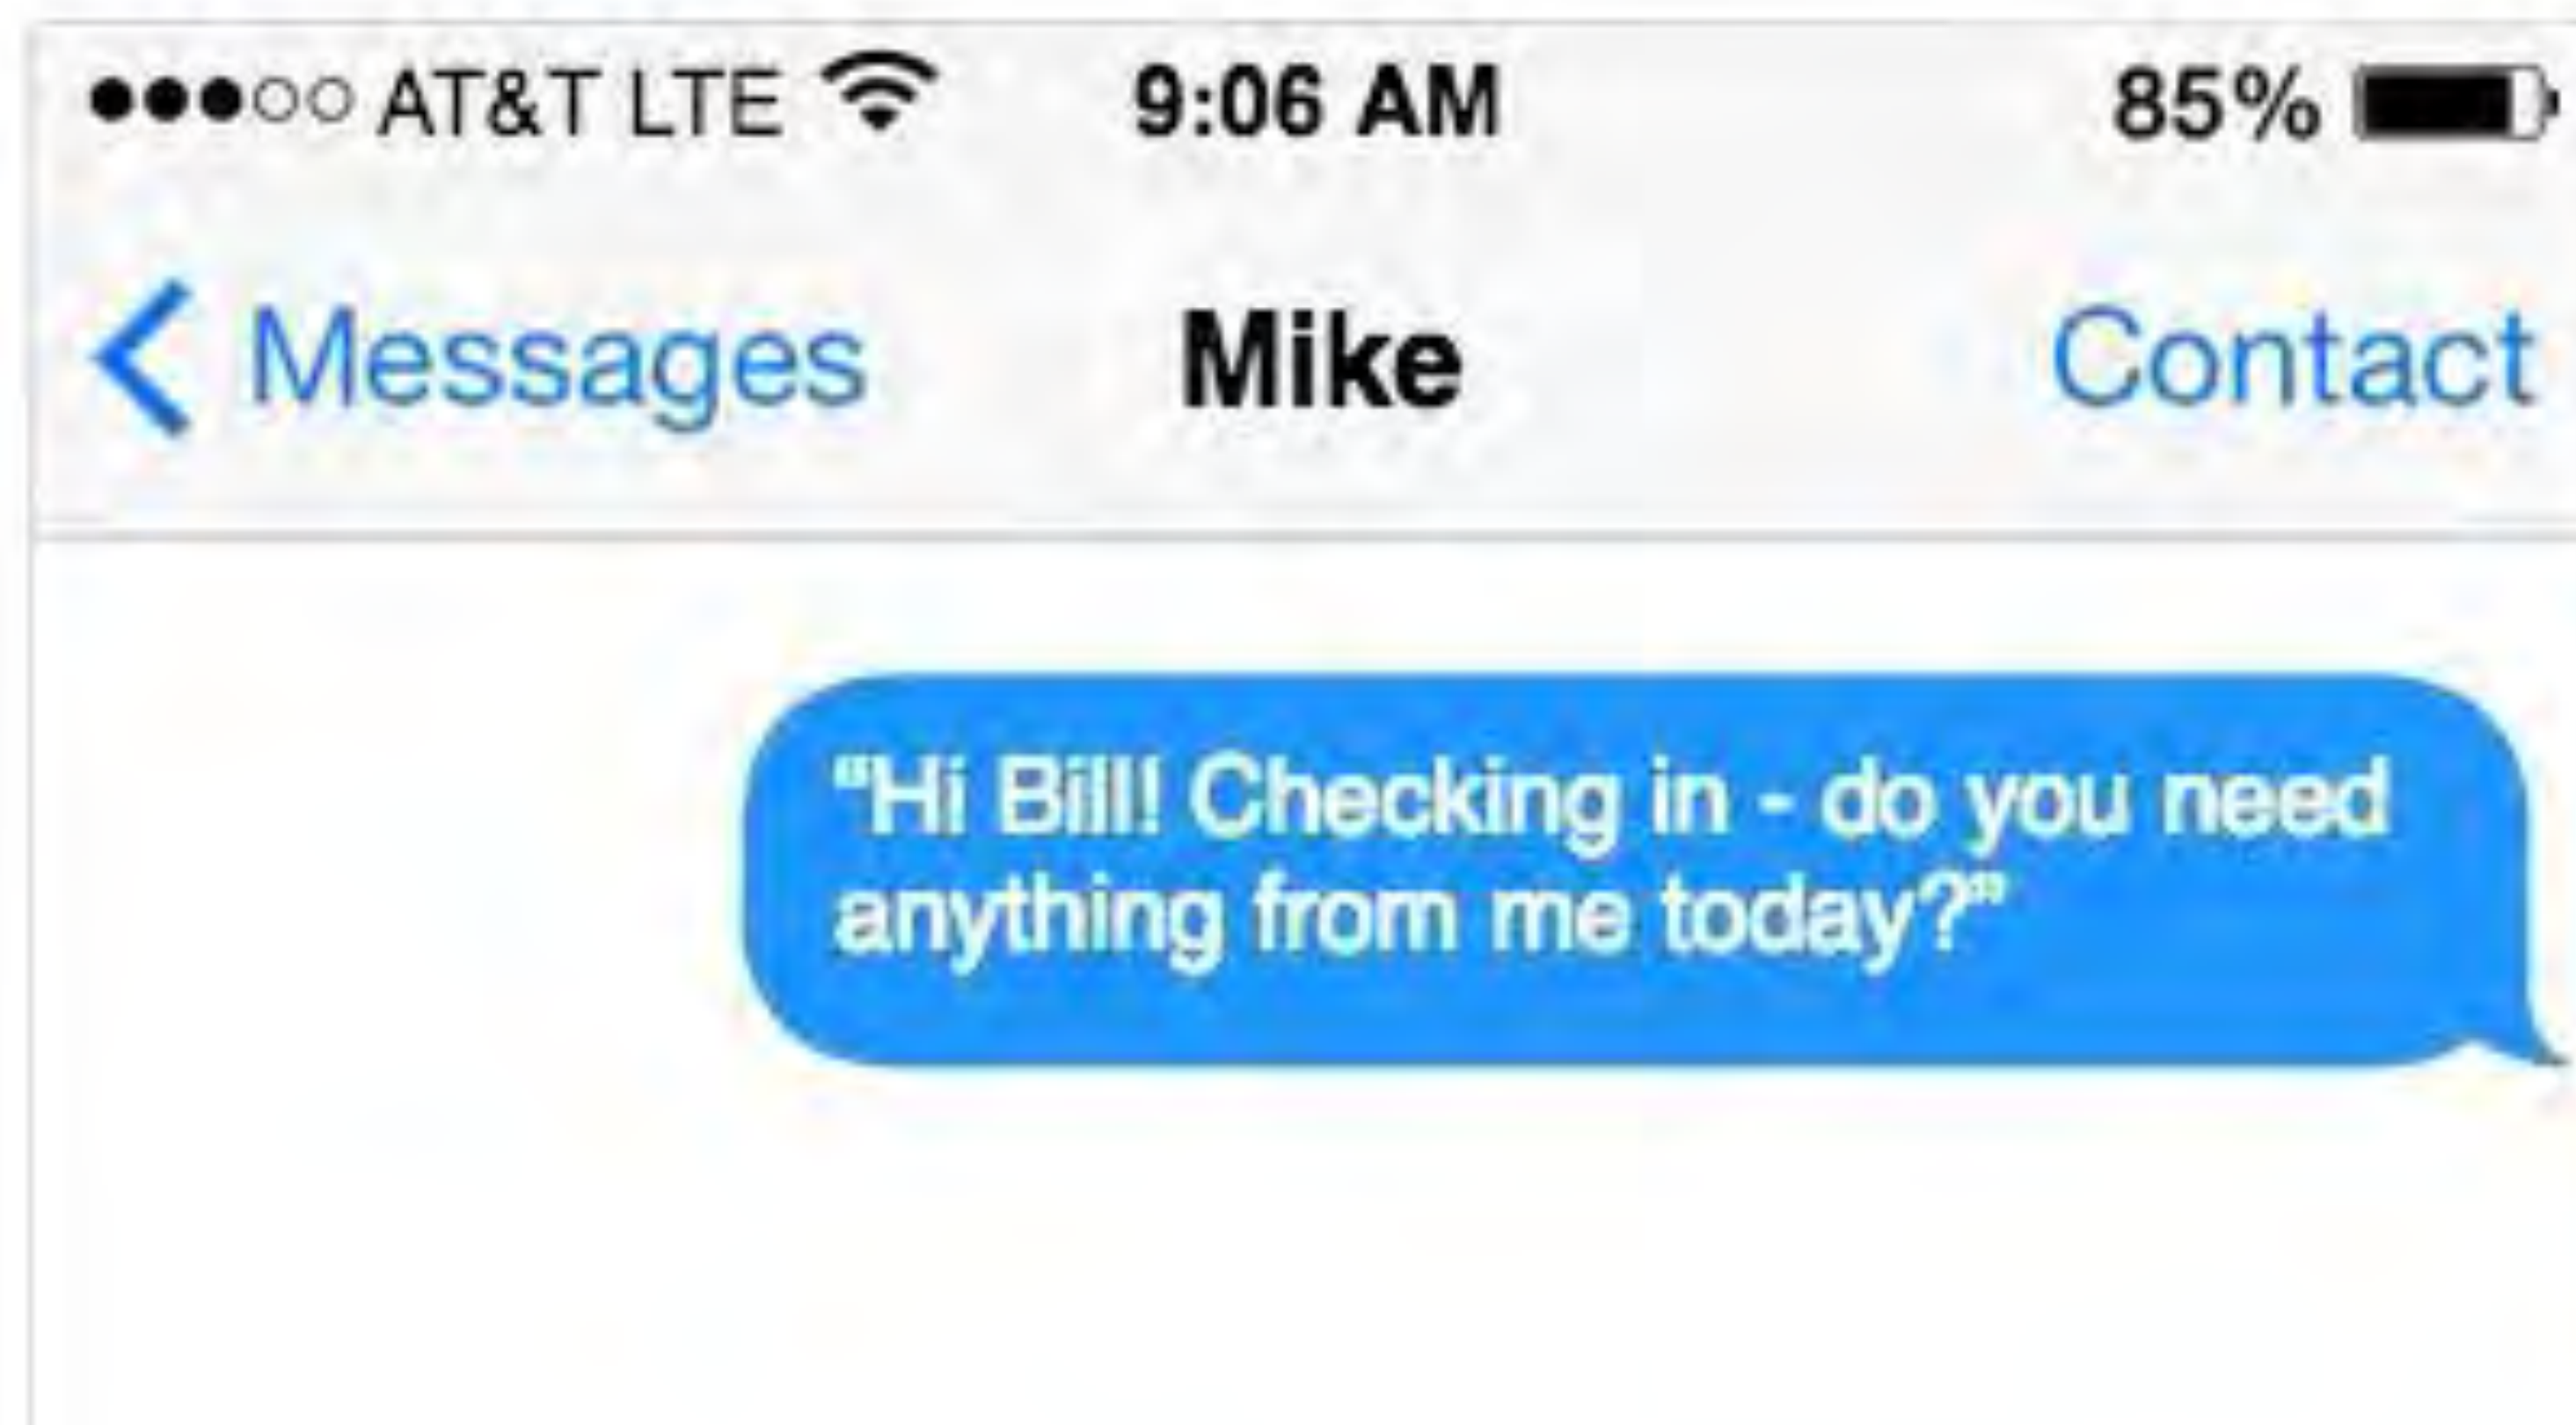 AT&T LTE 9:06 AM 85%
Messages Mike Contact
“Hi Bill! Checking in - do you need
anything from me today?”